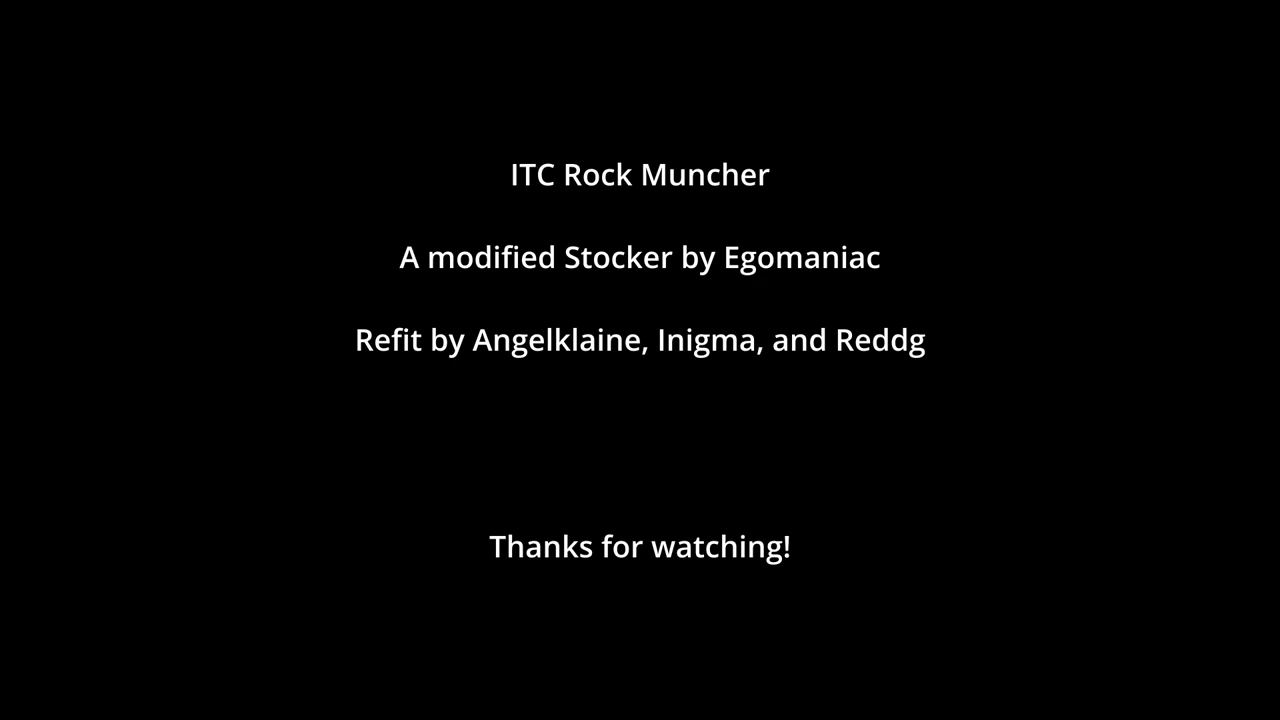 ITC Rock Muncher
A modified Stocker by Egomaniac
Refit by Angelklaine, Inigma, and Reddg
Thanks for watching!